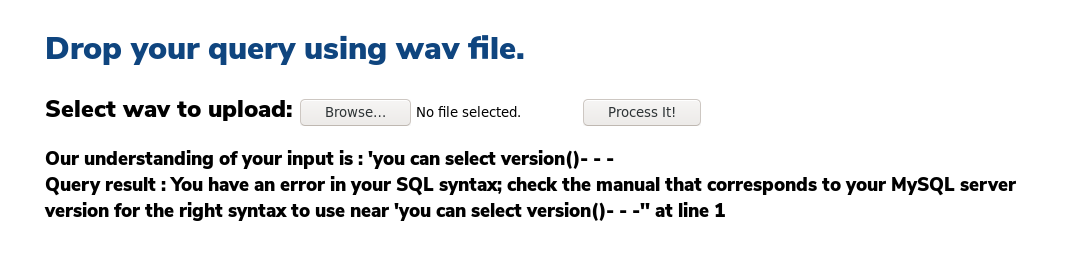 Drop your query using wav file.
Select wav to upload: Browse... No file selected. Process It!
Our understanding of your input is : 'you can select version()- - -
Query result : You have an error in your SQL syntax; check the manual that corresponds to your MySQL server
version for the right syntax to use near 'you can select version()- - -'' at line 1